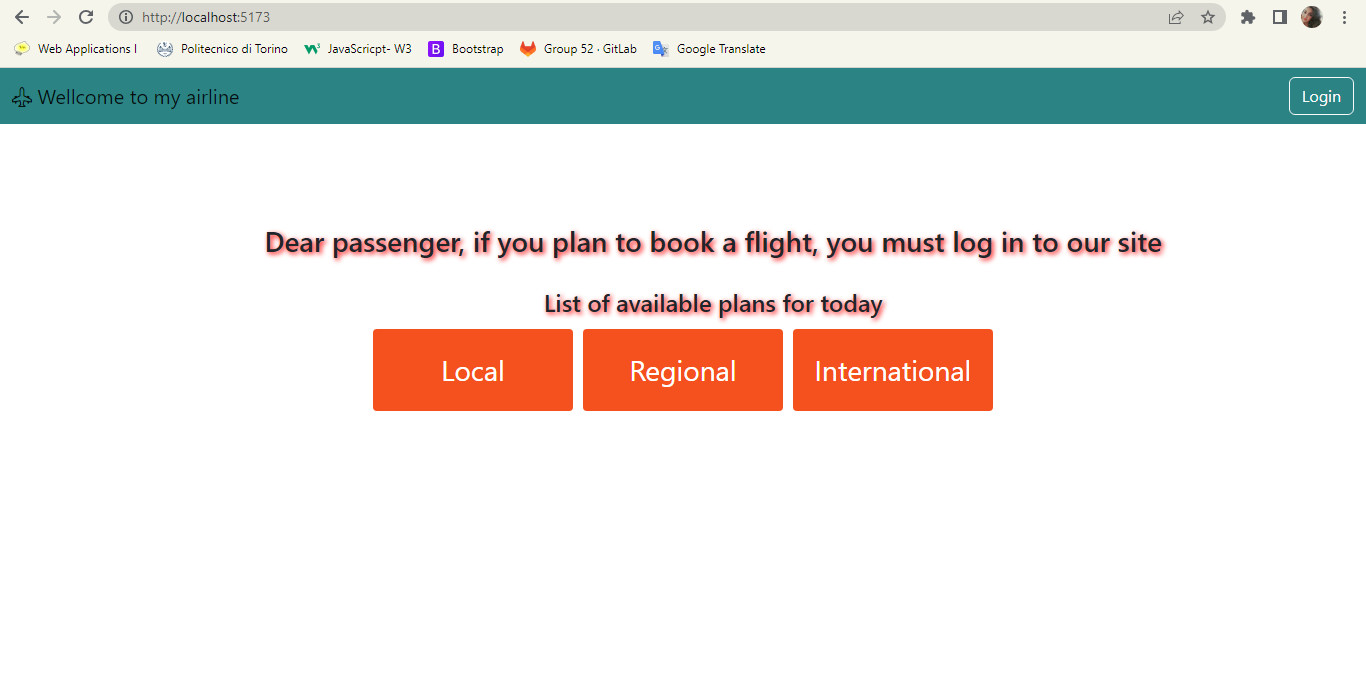 http://localhost:5173
Web Applications I Politecnico di Torino JavaScricpt- W3 B Bootstrap Group 52 · GitLab Google Translate
Wellcome to my airline Login
Dear passenger, if you plan to book a flight, you must log in to our site
List of available plans for today
Local Regional International